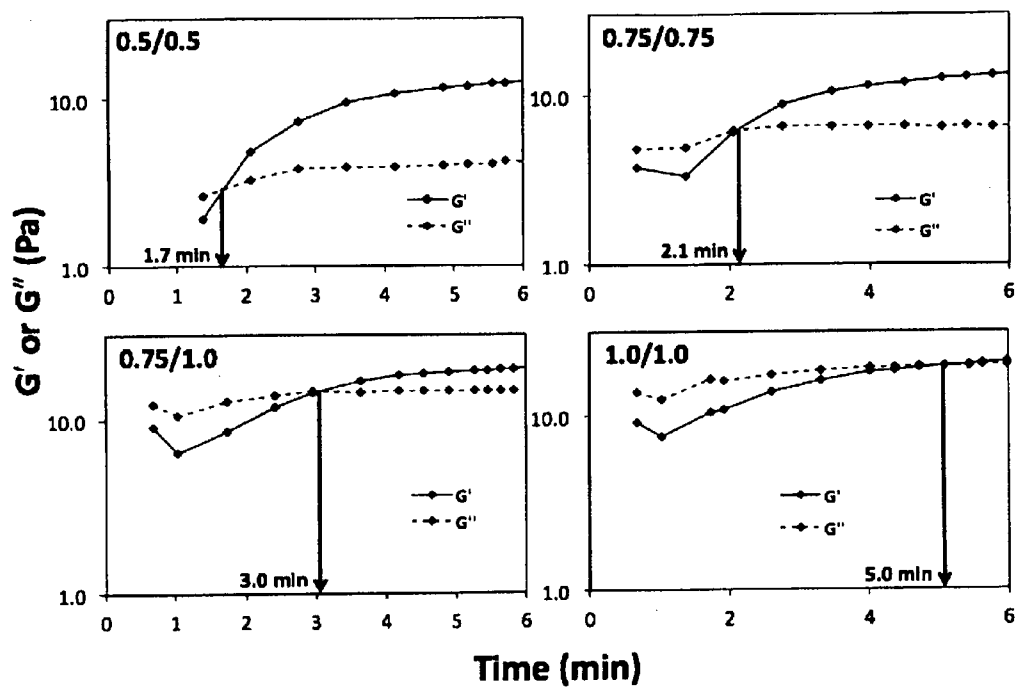 0.5/0.5
10.0
1.0
G'
G"
1.7 min
0 1 2 3 4 5 6
0.75/0.75
10.0
1.0
G'
G"
2.1 min
0 2 4 6
0.75/1.0
10.0
1.0
G'
G"
3.0 min
0 1 2 3 4 5 6
1.0/1.0
10.0
1.0
G'
G"
5.0 min
0 2 4 6
G' or G" (Pa)
Time (min)